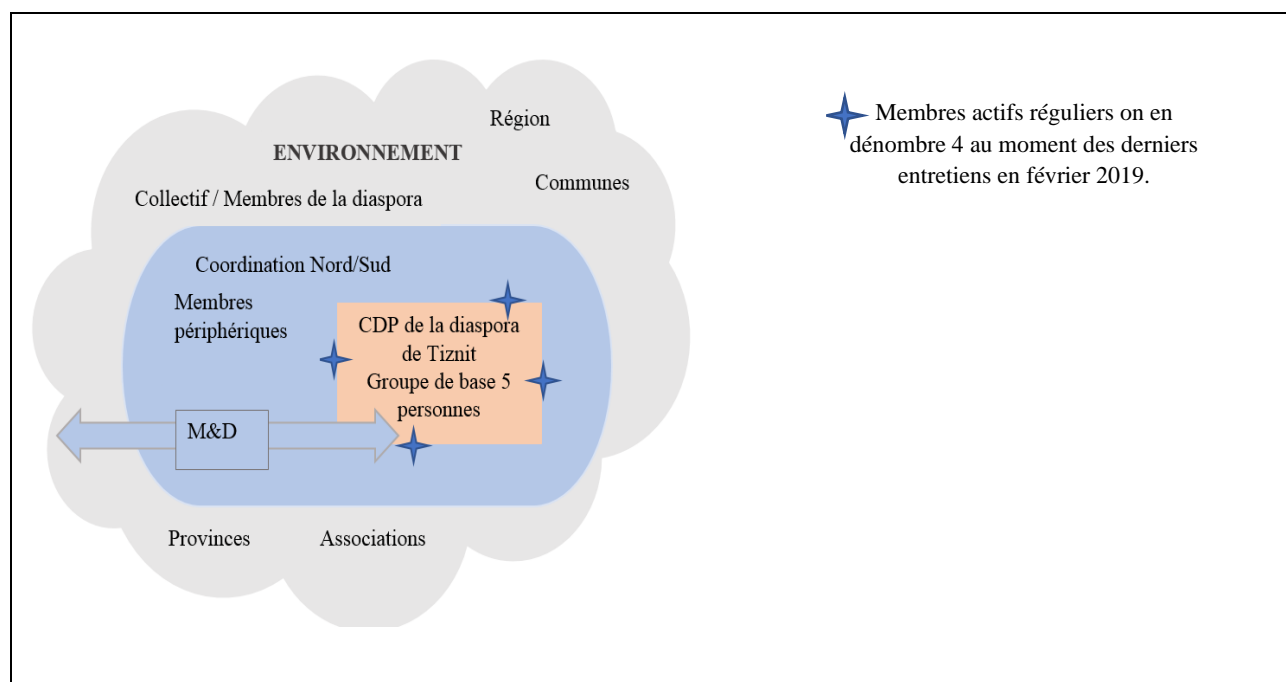 Région
ENVIRONNEMENT
Communes
Collectif / Membres de la diaspora
Coordination Nord/Sud
Membres
périphériques
CDP de la diaspora
de Tiznit
Groupe de base 5
personnes
M&D
Provinces
Associations
Membres actifs réguliers on en
dénombre 4 au moment des derniers
entretiens en février 2019.